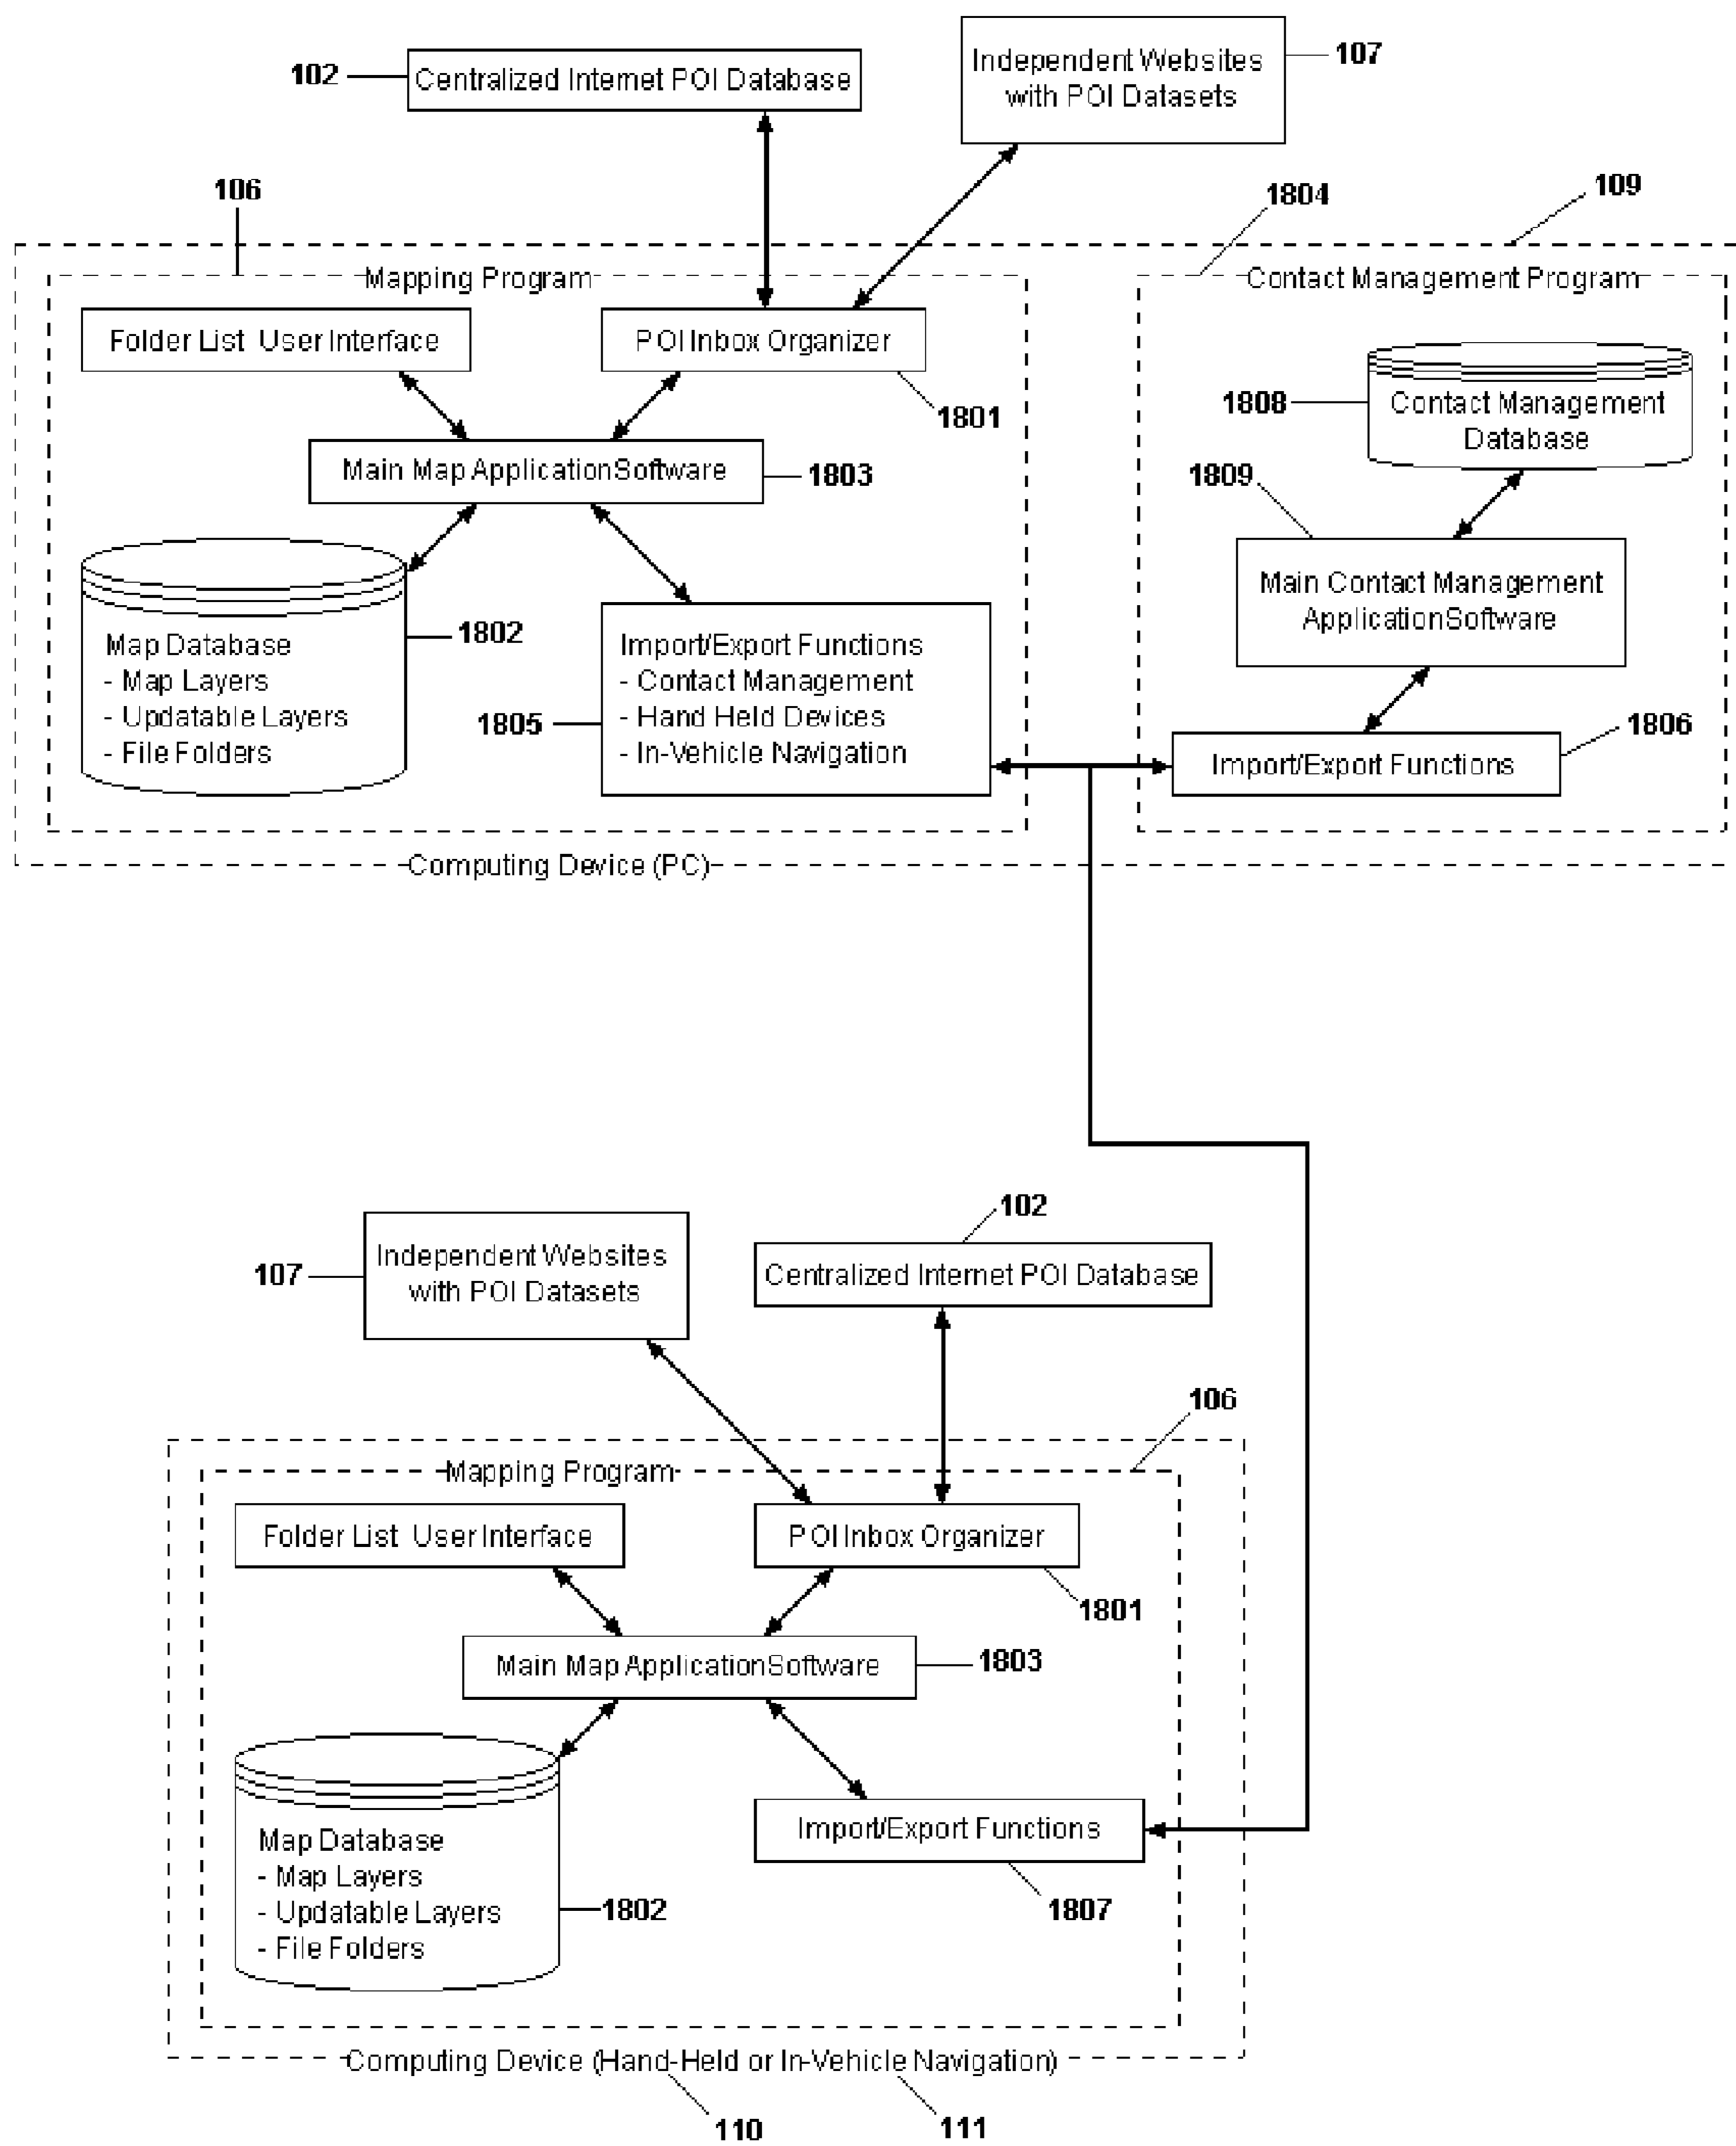 102
Centralized Internet POI Database
Independent Websites
with POI Datasets
107
106
1804
109
Mapping Program
Contact Management Program
Folder List User Interface
POI Inbox Organizer
1801
1808
Contact Management
Database
Main Map Application Software
1803
1809
Main Contact Management
Application Software
Map Database
- Map Layers
- Updatable Layers
- File Folders
1802
1805
Import/Export Functions
- Contact Management
- Hand Held Devices
- In-Vehicle Navigation
1806
Import/Export Functions
Computing Device (PC)
107
Independent Websites
with POI Datasets
102
Centralized Internet POI Database
106
Mapping Program
Folder List User Interface
POI Inbox Organizer
1801
Main Map Application Software
1803
Map Database
- Map Layers
- Updatable Layers
- File Folders
1802
Import/Export Functions
1807
Computing Device (Hand-Held or In-Vehicle Navigation)
110
111